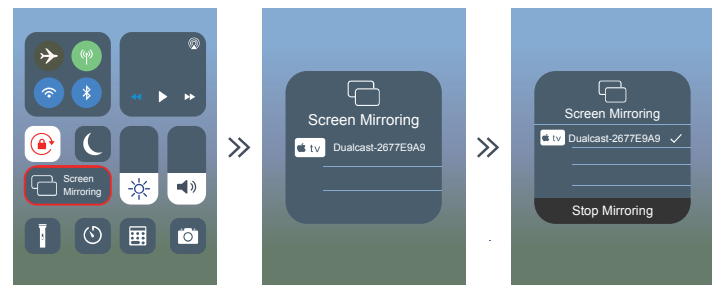 Screen
Mirroring
Screen Mirroring
tv Dualcast-2677E9A9
Screen Mirroring
tv Dualcast-2677E9A9
Stop Mirroring